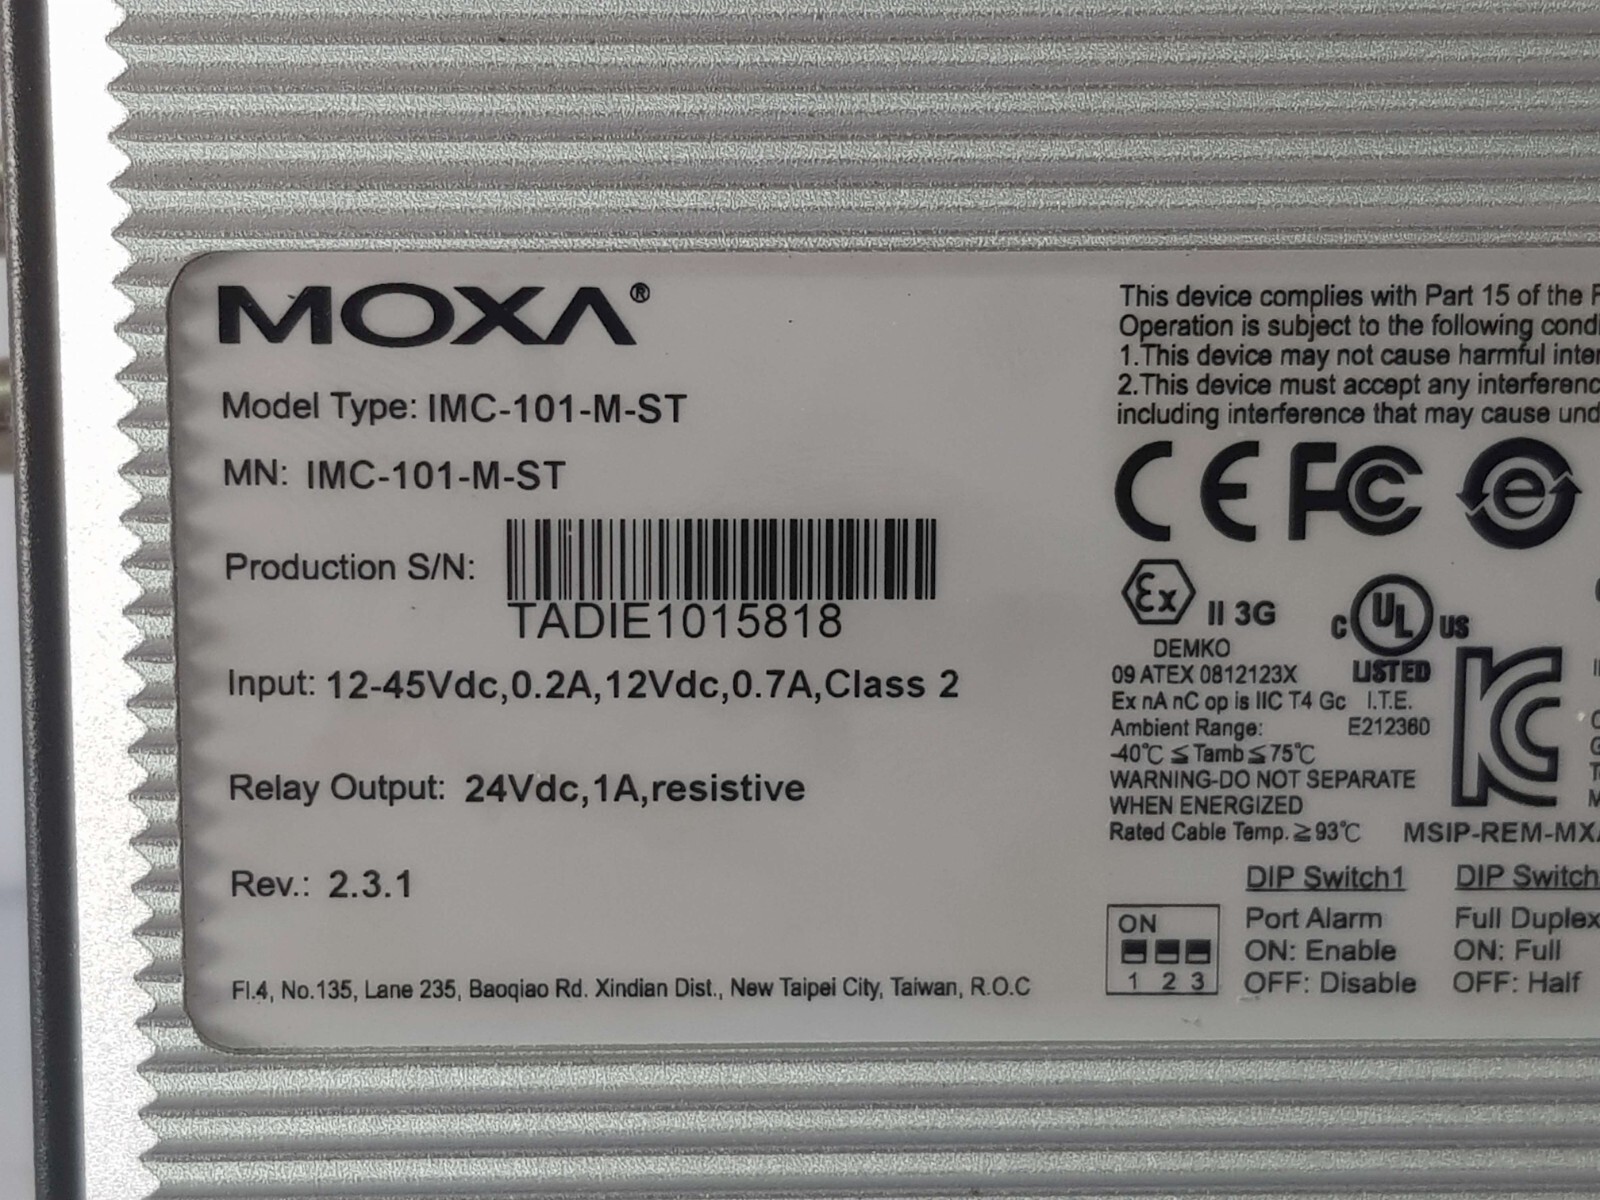 MOXA®
Model Type: IMC-101-M-ST
MN: IMC-101-M-ST
Production S/N:
TADIE1015818
Input: 12-45Vdc,0.2A,12Vdc,0.7A,Class 2
Relay Output: 24Vdc,1A,resistive
Rev.: 2.3.1
Fl.4, No.135, Lane 235, Baoqiao Rd. Xindian Dist., New Taipei City, Taiwan, R.O.C
This device complies with Part 15 of the
Operation is subject to the following
1.This device may not cause harmful
2.This device must accept any
including interference that may cause
CE FC e
Ex II 3G
DEMKO
09 ATEX 0812123X
Ex nA nC op is IIC T4 Gc
Ambient Range:
-40°C ≤ Tamb ≤ 75°C
WARNING-DO NOT SEPARATE
WHEN ENERGIZED
Rated Cable Temp. ≥ 93°C
C UL US
LISTED
I.T.E.
E212360
KC
MSIP-REM-
ON
1 2 3
DIP Switch1
Port Alarm
ON: Enable
OFF: Disable
DIP Switch
Full Duplex
ON: Full
OFF: Half